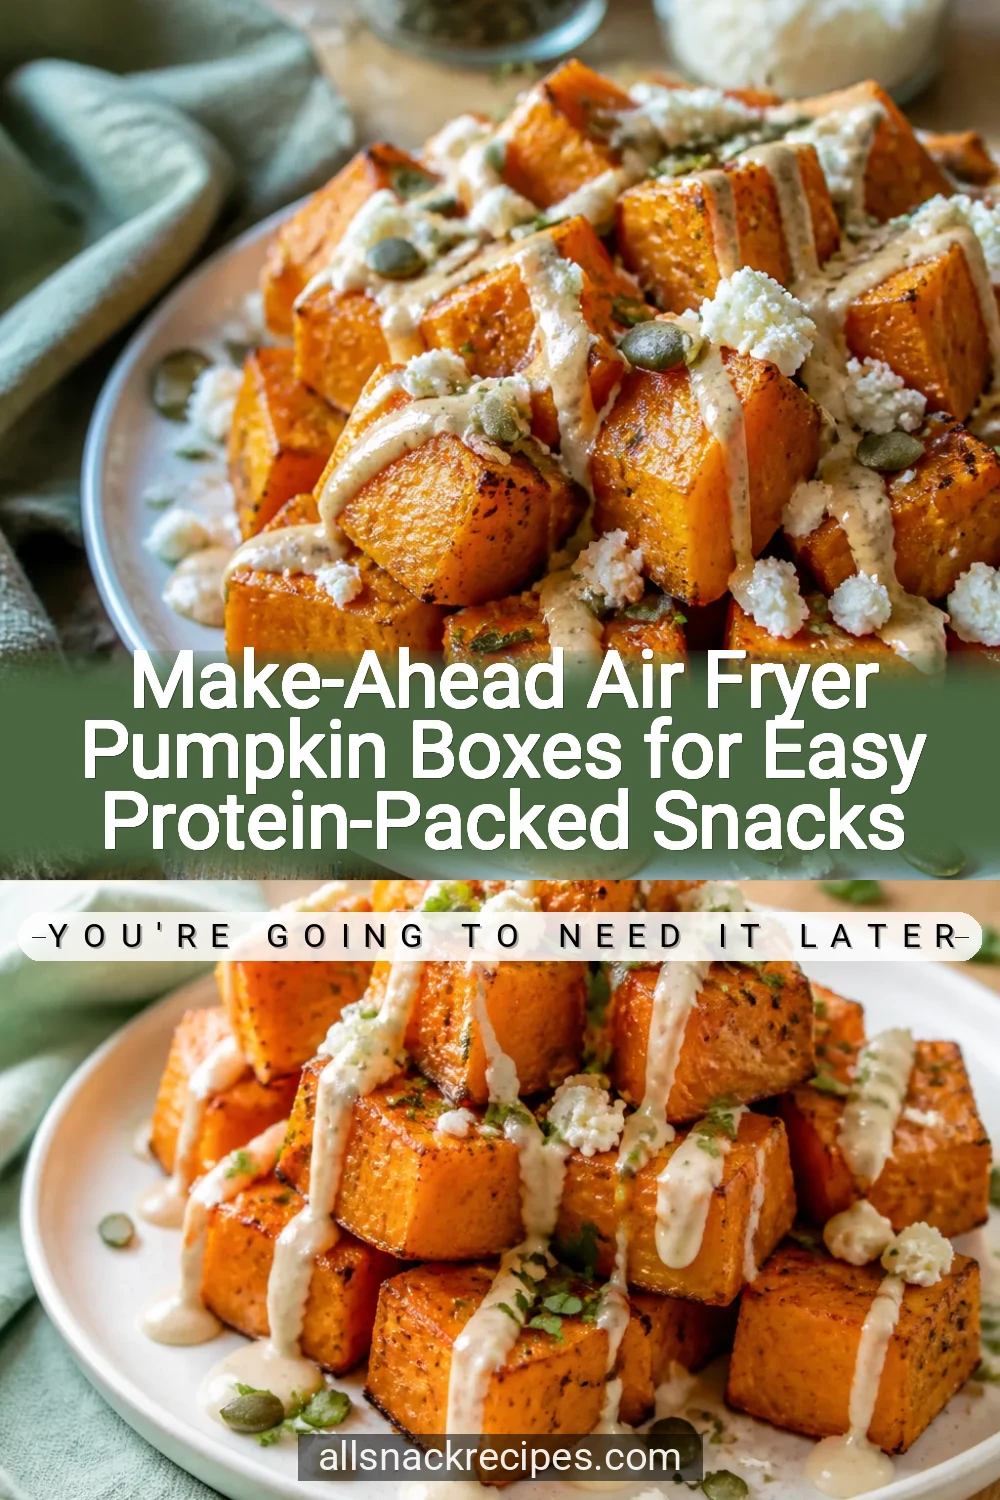 Make-Ahead Air Fryer
Pumpkin Boxes for Easy
Protein-Packed Snacks
–YOU'RE GOING TO NEED IT LATER–
allsnackrecipes.com